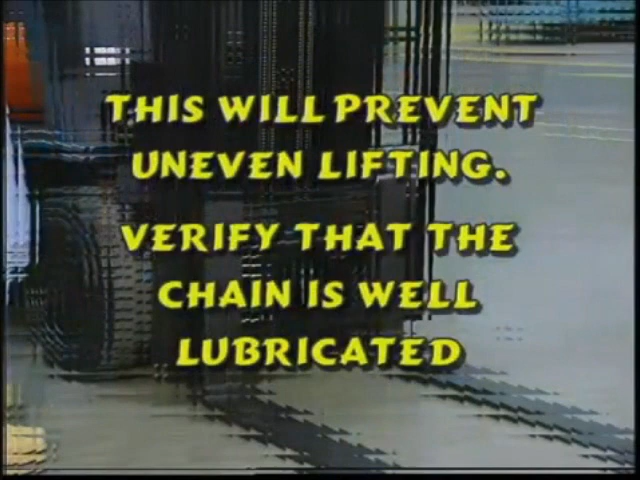 THIS WILL PREVENT
UNEVEN LIFTING.
VERIFY THAT THE
CHAIN IS WELL
LUBRICATED